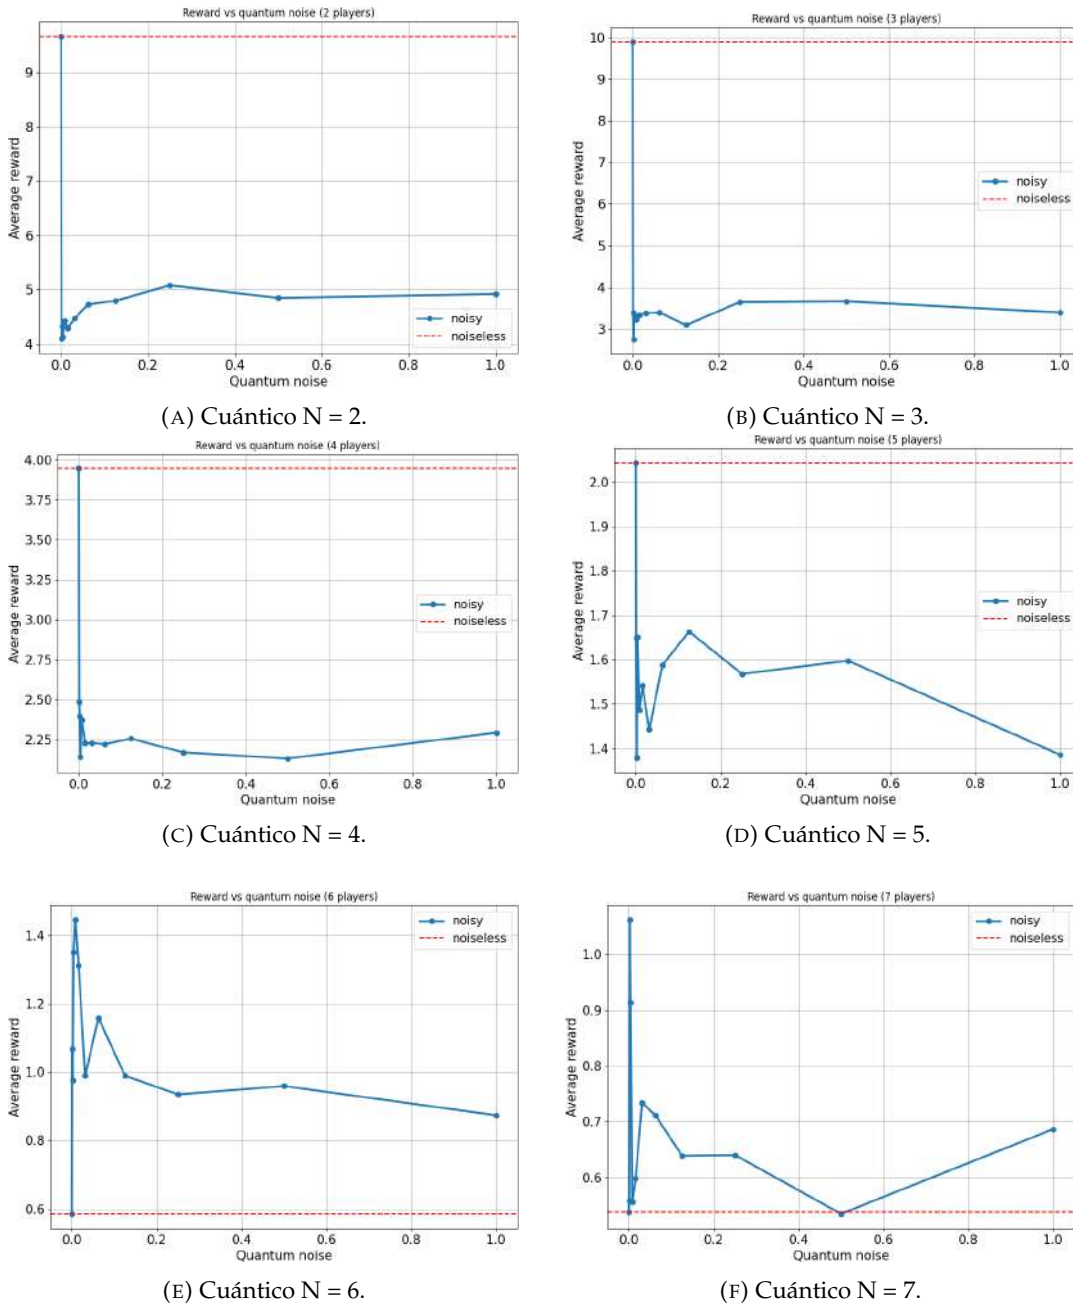 Reward vs quantum noise (2 players)
Average reward
9
8
7
6
5
4
noisy
noiseless
0.0 0.2 0.4 0.6 0.8 1.0
Quantum noise
(A) Cuántico N = 2.
Reward vs quantum noise (3 players)
Average reward
10
9
8
7
6
5
4
3
noisy
noiseless
0.0 0.2 0.4 0.6 0.8 1.0
Quantum noise
(B) Cuántico N = 3.
Reward vs quantum noise (4 players)
Average reward
4.00
3.75
3.50
3.25
3.00
2.75
2.50
2.25
noisy
noiseless
0.0 0.2 0.4 0.6 0.8 1.0
Quantum noise
(C) Cuántico N = 4.
Reward vs quantum noise (5 players)
Average reward
2.0
1.9
1.8
1.7
1.6
1.5
1.4
noisy
noiseless
0.0 0.2 0.4 0.6 0.8 1.0
Quantum noise
(D) Cuántico N = 5.
Reward vs quantum noise (6 players)
Average reward
1.4
1.2
1.0
0.8
0.6
noisy
noiseless
0.0 0.2 0.4 0.6 0.8 1.0
Quantum noise
(E) Cuántico N = 6.
Reward vs quantum noise (7 players)
Average reward
1.0
0.9
0.8
0.7
0.6
noisy
noiseless
0.0 0.2 0.4 0.6 0.8 1.0
Quantum noise
(F) Cuántico N = 7.